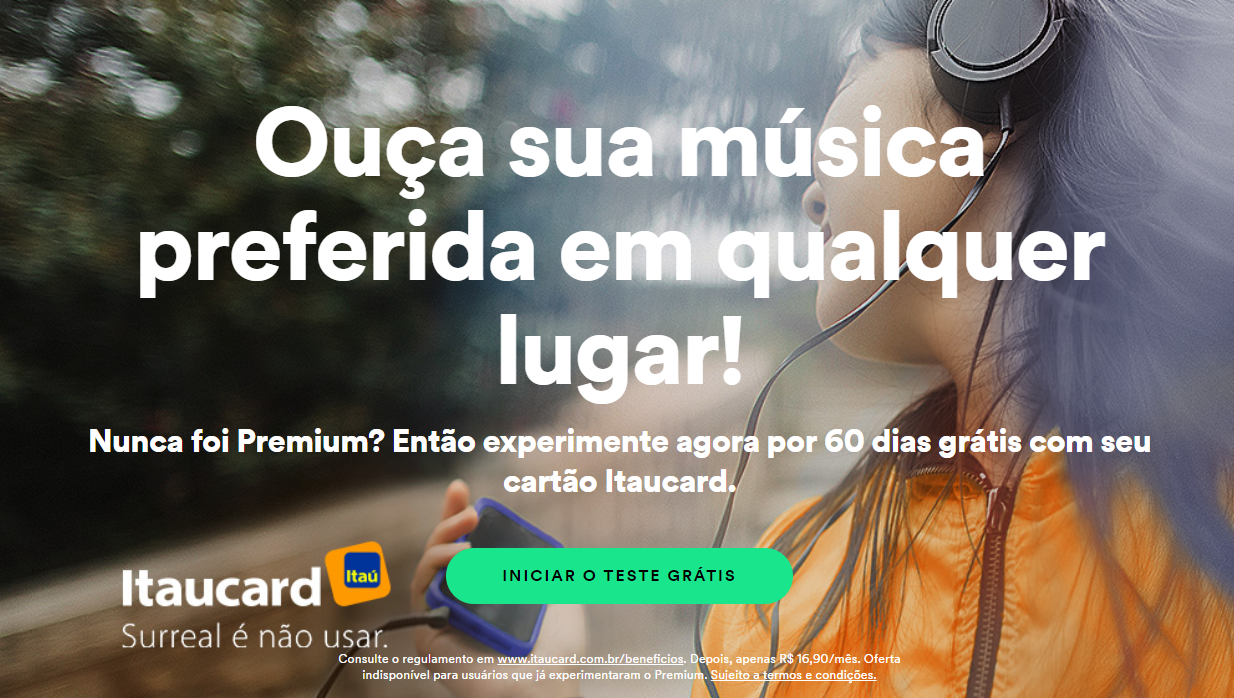 Ouça sua música
preferida em qualquer
lugar!
Nunca foi Premium? Então experimente agora por 60 dias grátis com seu
cartão Itaucard.
Itaucard Itaú
Surreal é não usar.
INICIAR O TESTE GRÁTIS
Consulte o regulamento em www.itaucard.com.br/beneficios. Depois, apenas R$ 16,90/mês. Oferta
indisponível para usuários que já experimentaram o Premium. Sujeito a termos e condições.